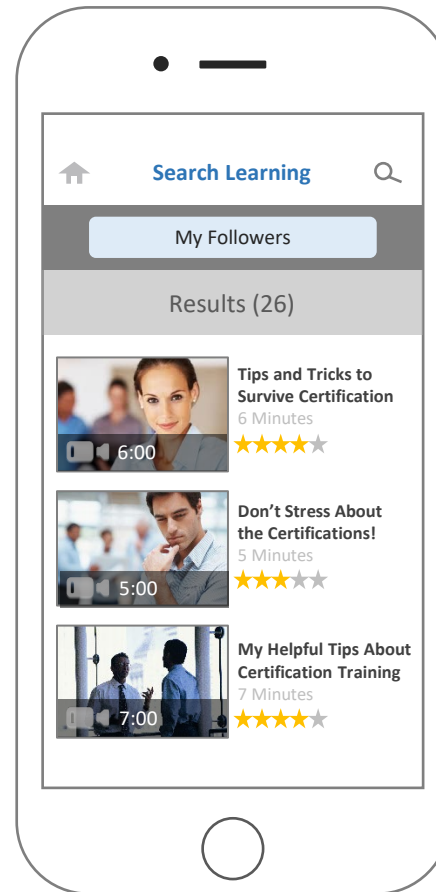 Search Learning
My Followers
Results (26)
Tips and Tricks to
Survive Certification
6 Minutes
6:00
Don’t Stress About
the Certifications!
5 Minutes
5:00
My Helpful Tips About
Certification Training
7 Minutes
7:00